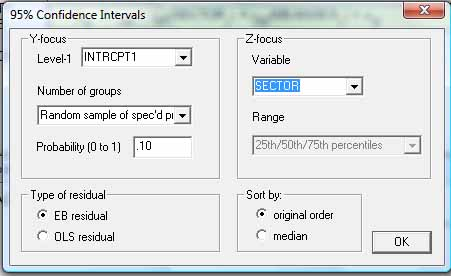 95% Confidence Intervals
Y-focus
Level-1 INTRCPT1
Number of groups
Random sample of spec'd pr
Probability (0 to 1) .10
Z-focus
Variable
SECTOR
Range
25th/50th/75th percentiles
Type of residual
EB residual
OLS residual
Sort by:
original order
median
OK